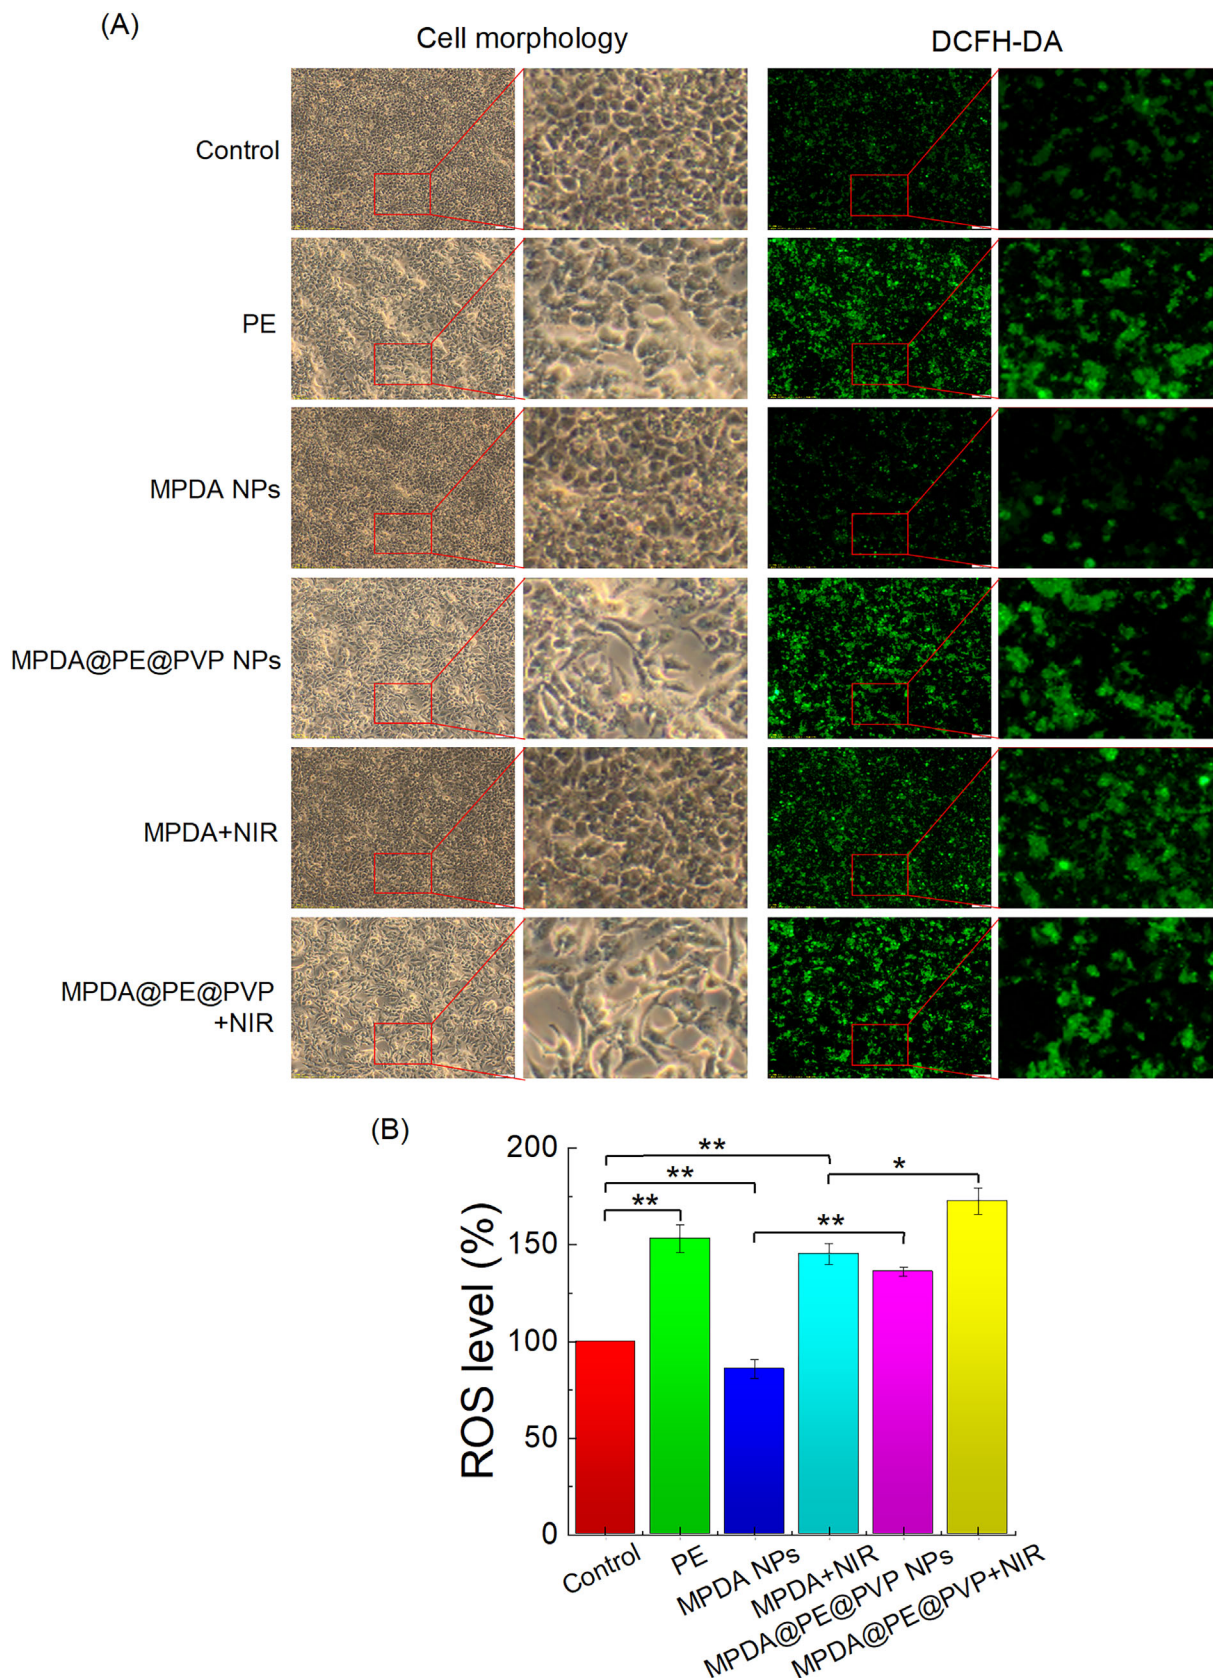 (A)
Cell morphology
DCFH-DA
Control
PE
MPDA NPs
MPDA@PE@PVP NPs
MPDA+NIR
MPDA@PE@PVP
+NIR
(B)
ROS level (%)
200
150
100
50
0
**
**
**
**
*
Control
PE
MPDA NPs
MPDA+NIR
MPDA@PE@PVP NPs
MPDA@PE@PVP+NIR